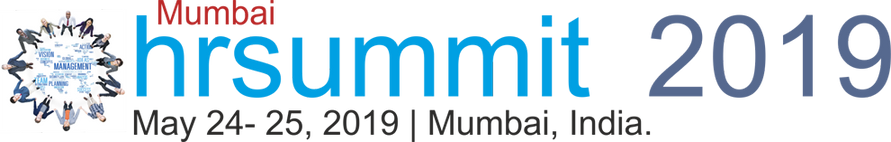 Mumbai
hrsummit 2019
May 24- 25, 2019 | Mumbai, India.
VISION
MANAGEMENT
PLANNING